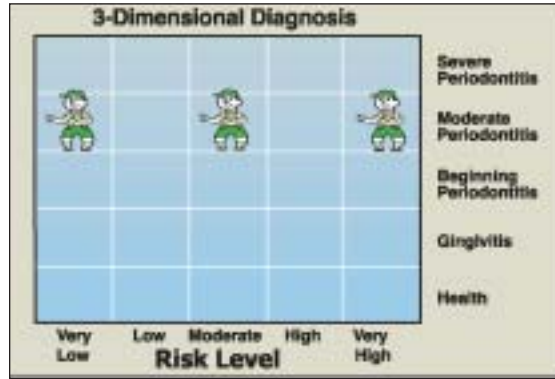 3-Dimensional Diagnosis
Severe
Periodontitis
Moderate
Periodontitis
Beginning
Periodontitis
Gingivitis
Health
Very Low Low Moderate High Very High
Risk Level